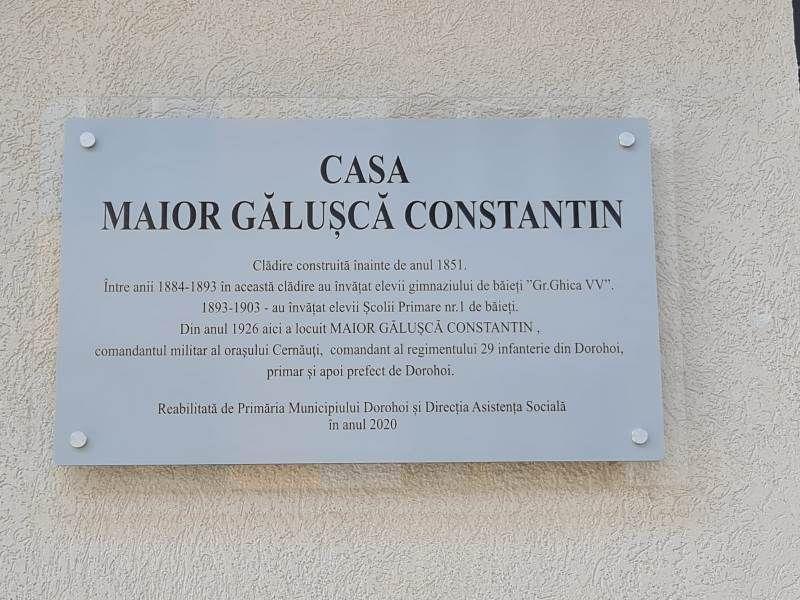 CASA
MAIOR GĂLUȘCĂ CONSTANTIN
Clădire construită înainte de anul 1851.
Între anii 1884-1893 în această clădire au învățat elevii gimnaziului de băieți ”Gr.Ghica VV”.
1893-1903 - au învățat elevii Școlii Primare nr.1 de băieți.
Din anul 1926 aici a locuit MAIOR GĂLUȘCĂ CONSTANTIN ,
comandantul militar al orașului Cernăuți, comandant al regimentului 29 infanterie din Dorohoi,
primar și apoi prefect de Dorohoi.
Reabilitată de Primăria Municipiului Dorohoi și Direcția Asistența Socială
în anul 2020